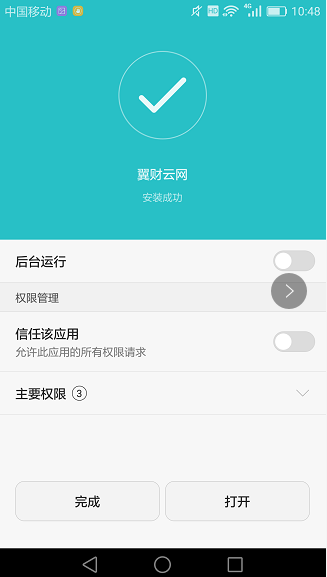 中国移动 HD 4G 10:48
翼财云网
安装成功
后台运行
权限管理
信任该应用
允许此应用的所有权限请求
主要权限 3
完成 打开